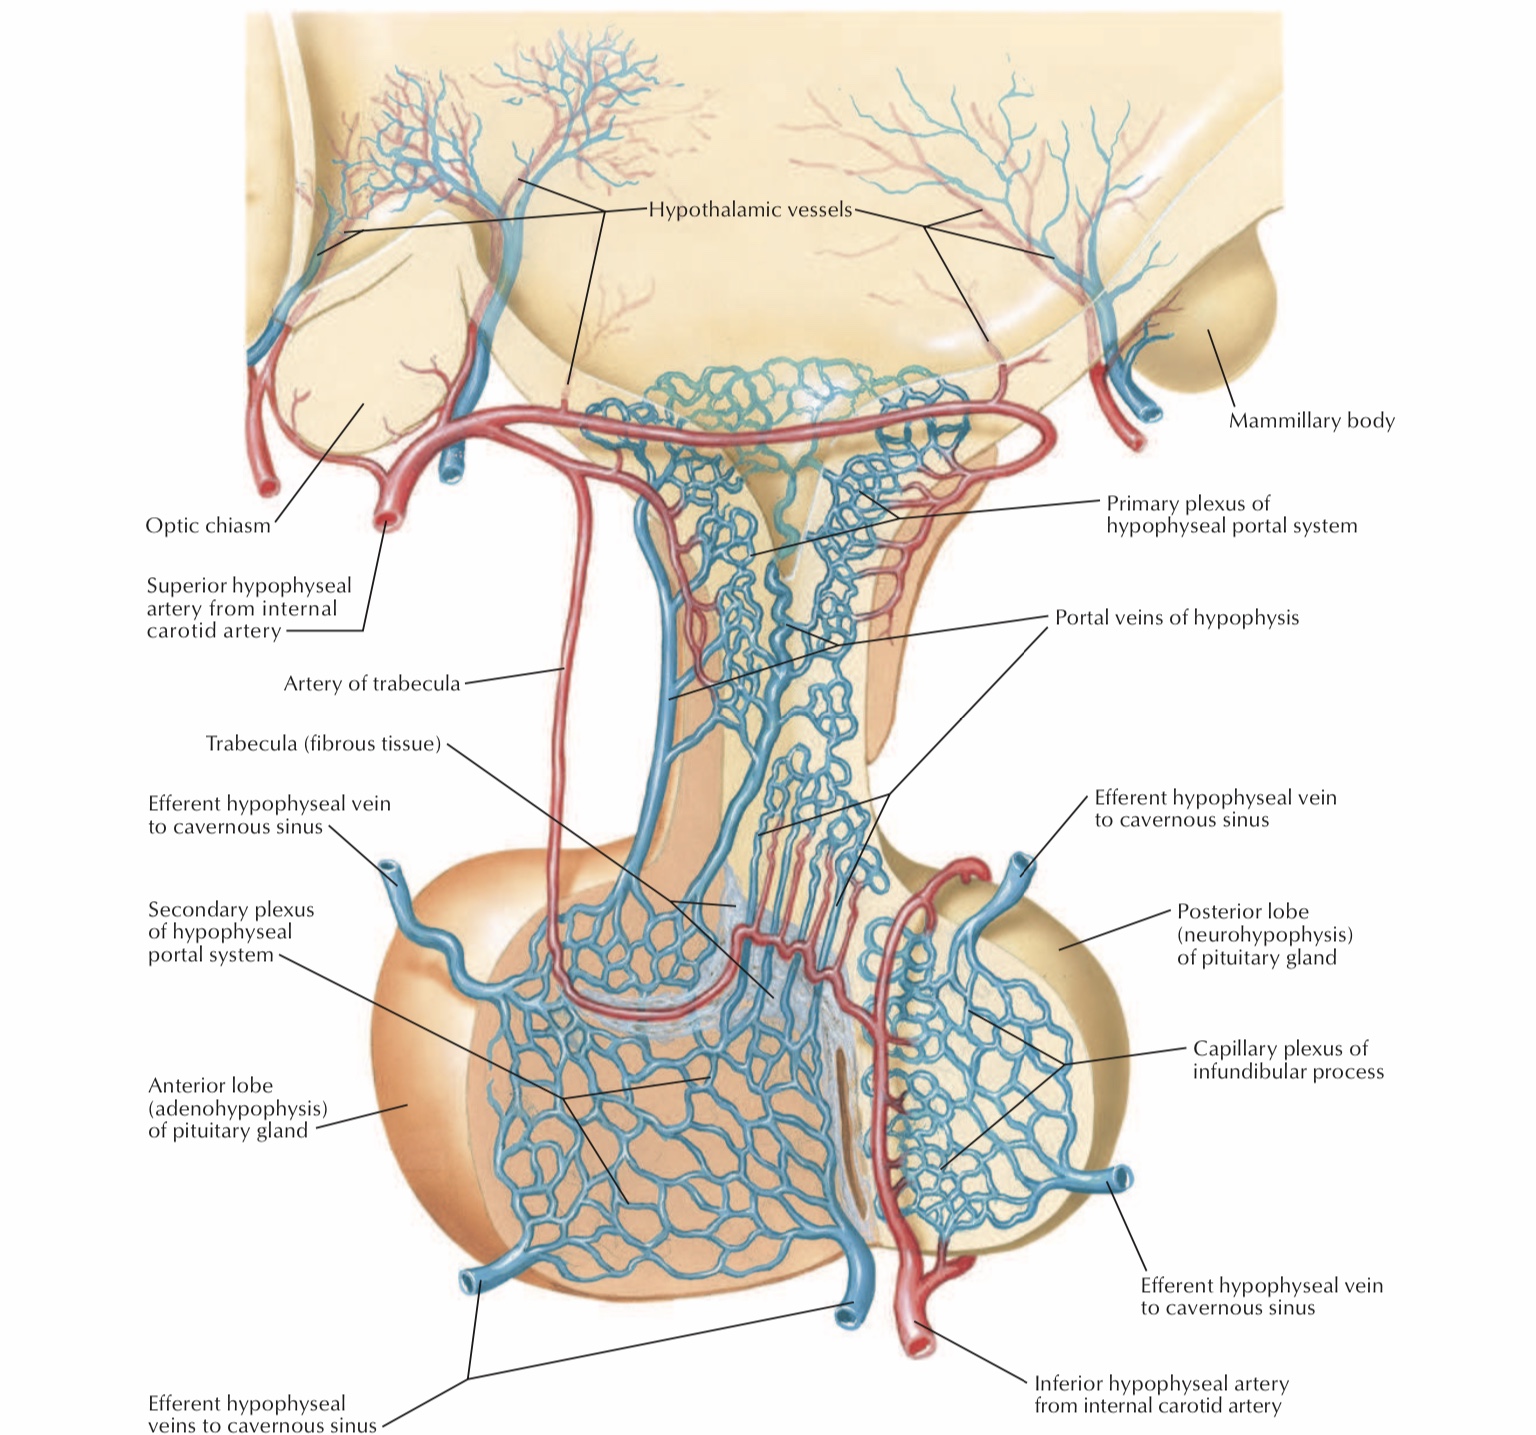 Hypothalamic vessels
Mammillary body
Optic chiasm
Primary plexus of
hypophyseal portal system
Superior hypophyseal
artery from internal
carotid artery
Portal veins of hypophysis
Artery of trabecula
Trabecula (fibrous tissue)
Efferent hypophyseal vein
to cavernous sinus
Efferent hypophyseal vein
to cavernous sinus
Secondary plexus
of hypophyseal
portal system
Posterior lobe
(neurohypophysis)
of pituitary gland
Capillary plexus of
infundibular process
Anterior lobe
(adenohypophysis)
of pituitary gland
Efferent hypophyseal vein
to cavernous sinus
Inferior hypophyseal artery
from internal carotid artery
Efferent hypophyseal
veins to cavernous sinus